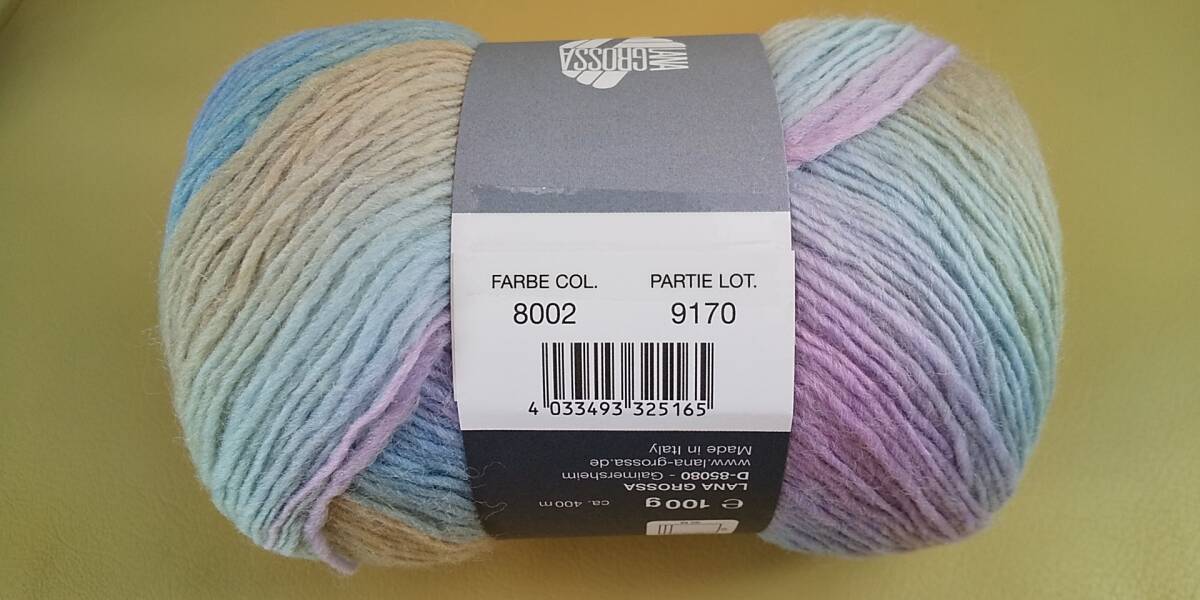 LANA
GROSSA
FARBE COL. PARTIE LOT.
8002 9170
4 033493 325165
Made in Italy
www.lana-grossa.de
D-85080 - Gaimersheim
LANA GROSSA
℮ 100 g ca. 400 m